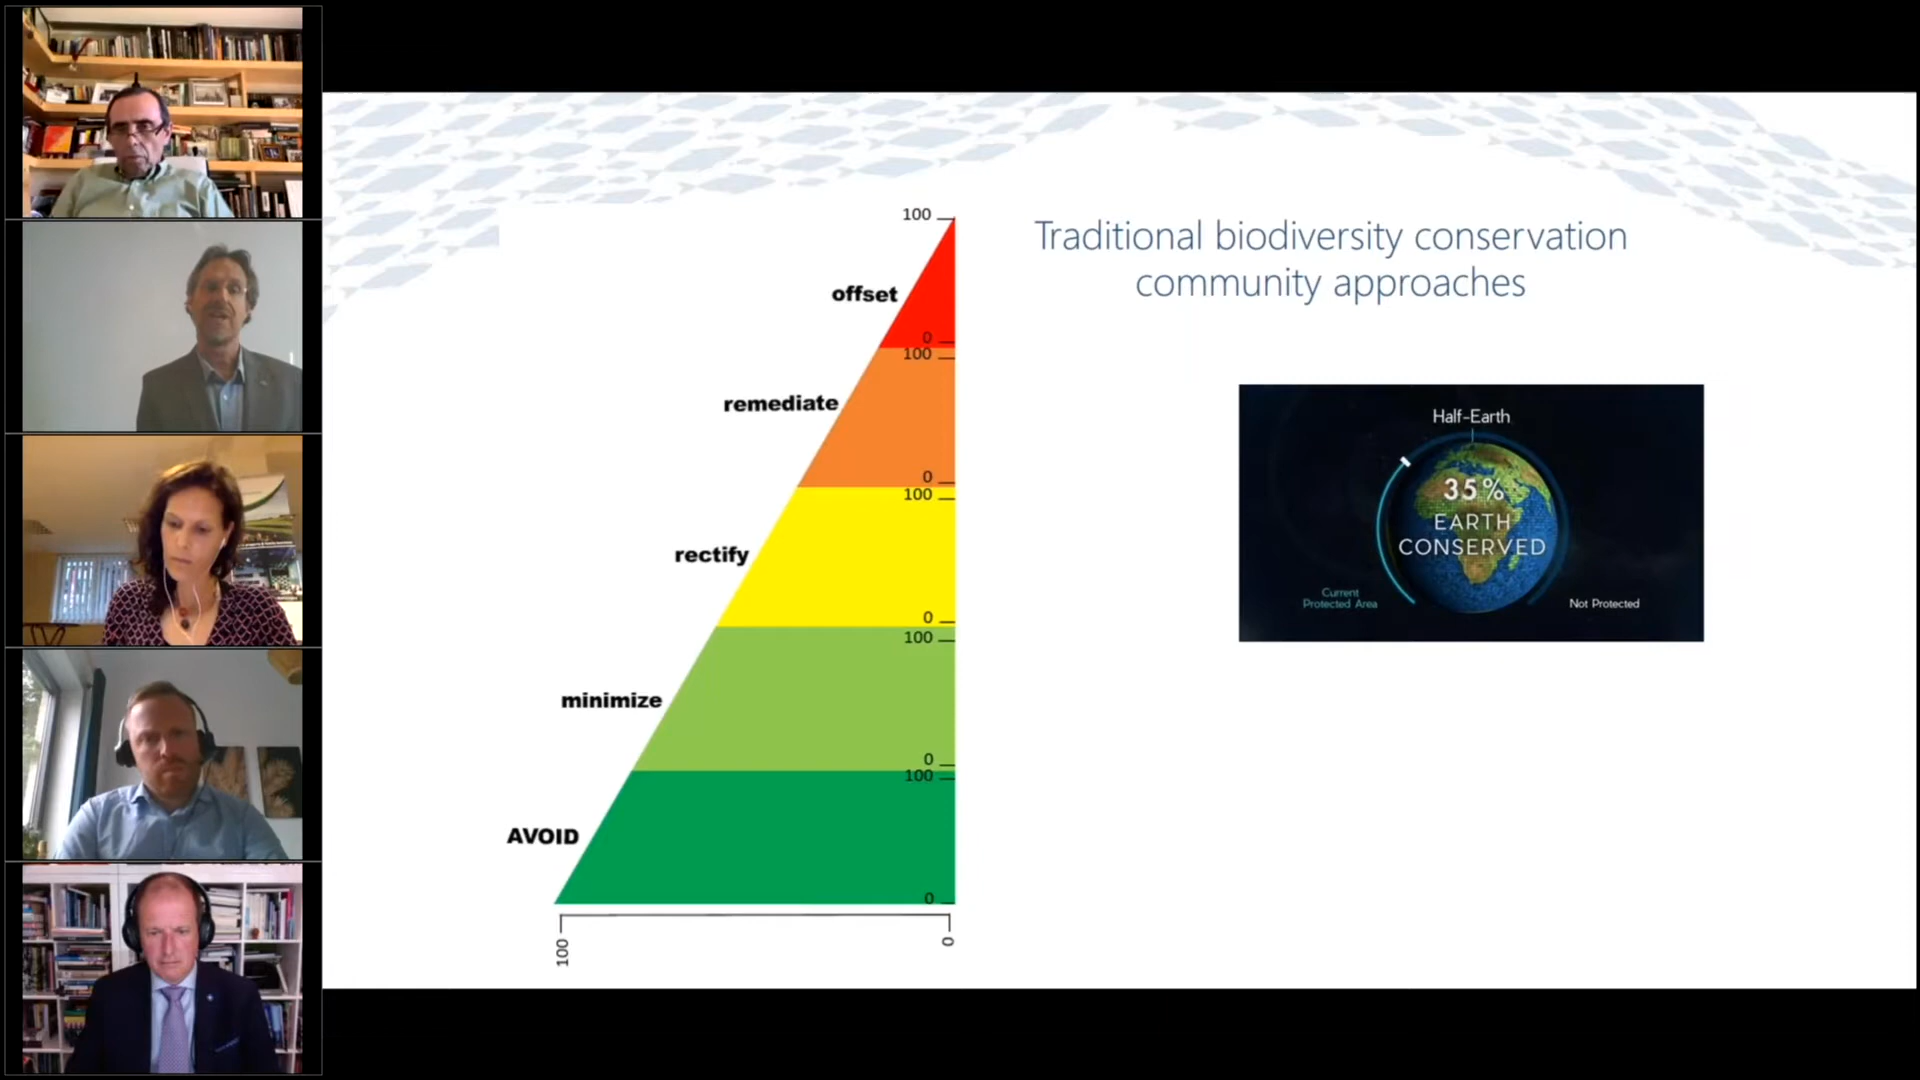 Traditional biodiversity conservation
community approaches
100
offset
0
100
remediate
0
100
rectify
0
100
minimize
0
100
AVOID
0
100
0
Half-Earth
35%
EARTH
CONSERVED
Current
Protected Area
Not Protected